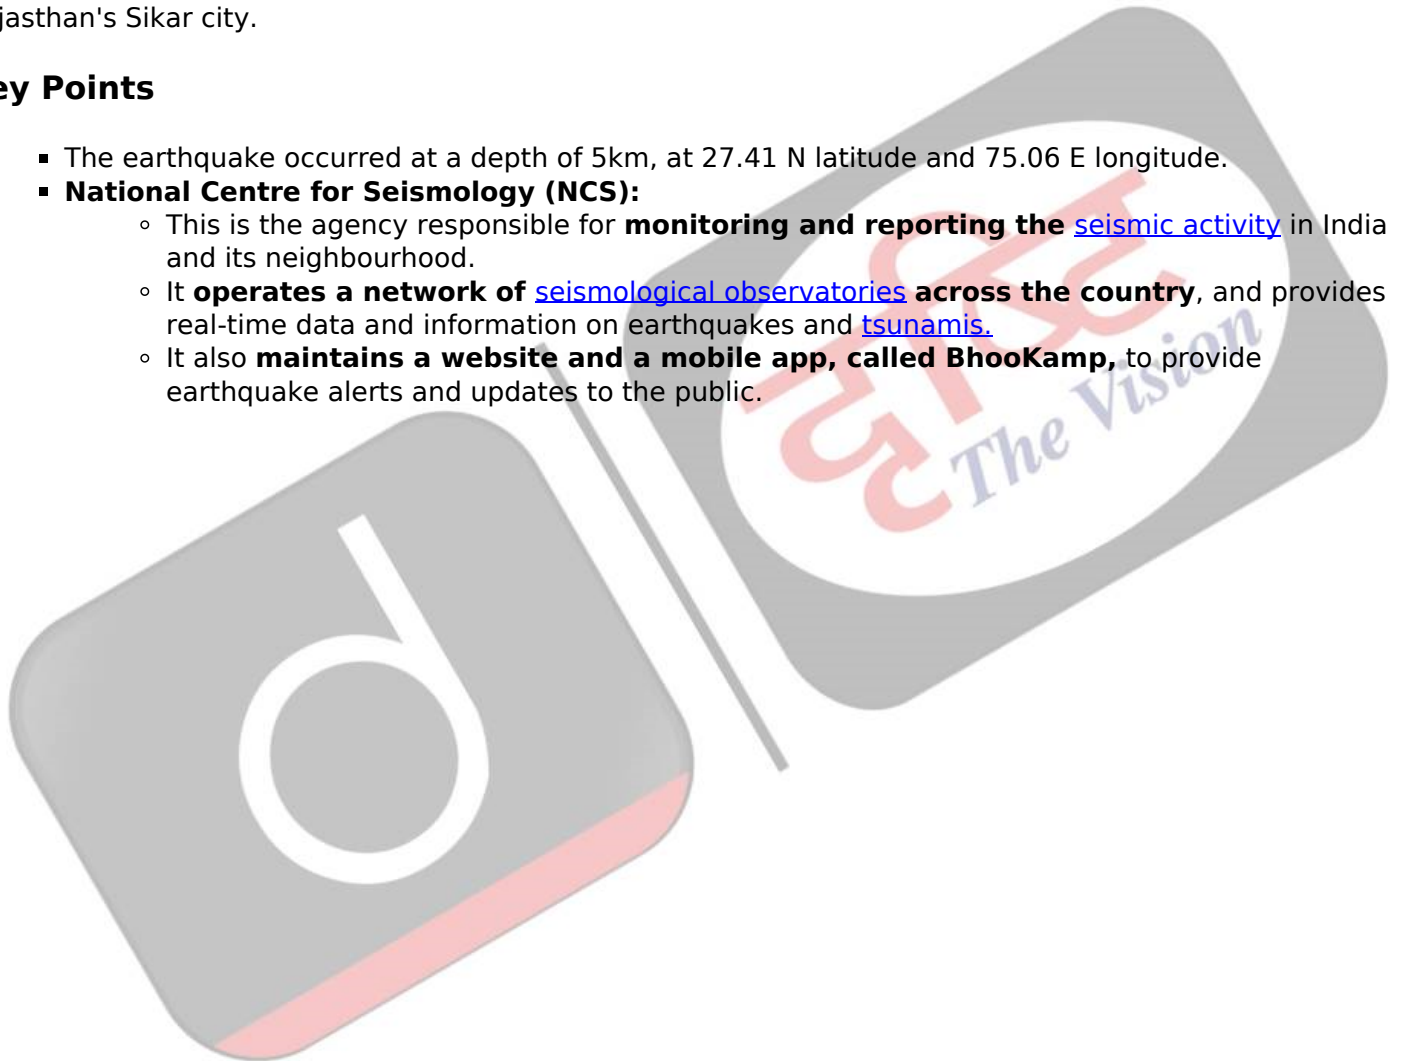 jasthan's Sikar city.
ey Points
▪ The earthquake occurred at a depth of 5km, at 27.41 N latitude and 75.06 E longitude.
▪ National Centre for Seismology (NCS):
◦ This is the agency responsible for monitoring and reporting the seismic activity in India
and its neighbourhood.
◦ It operates a network of seismological observatories across the country, and provides
real-time data and information on earthquakes and tsunamis.
◦ It also maintains a website and a mobile app, called BhooKamp, to provide
earthquake alerts and updates to the public.
दृष्टि
The Vision
d